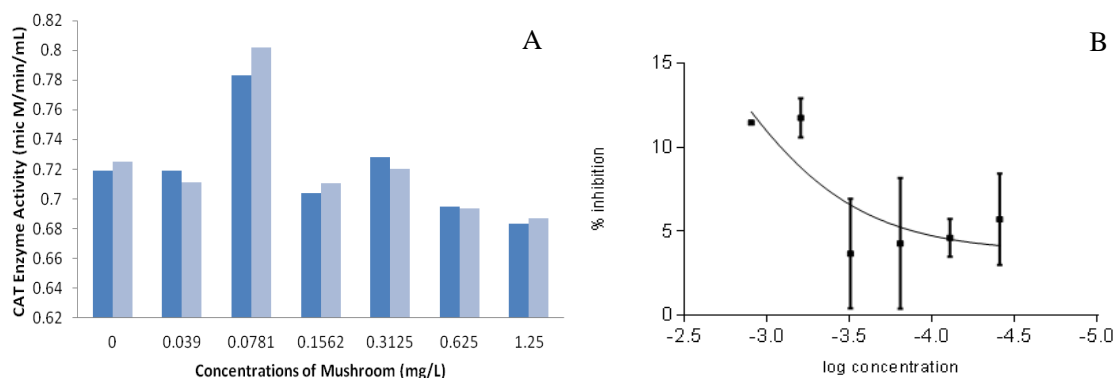 A
CAT Enzyme Activity (mic M/min/mL)
0.82
0.8
0.78
0.76
0.74
0.72
0.7
0.68
0.66
0.64
0.62
0 0.039 0.0781 0.1562 0.3125 0.625 1.25
Concentrations of Mushroom (mg/L)
B
% inhibition
15
10
5
0
-2.5 -3.0 -3.5 -4.0 -4.5 -5.0
log concentration